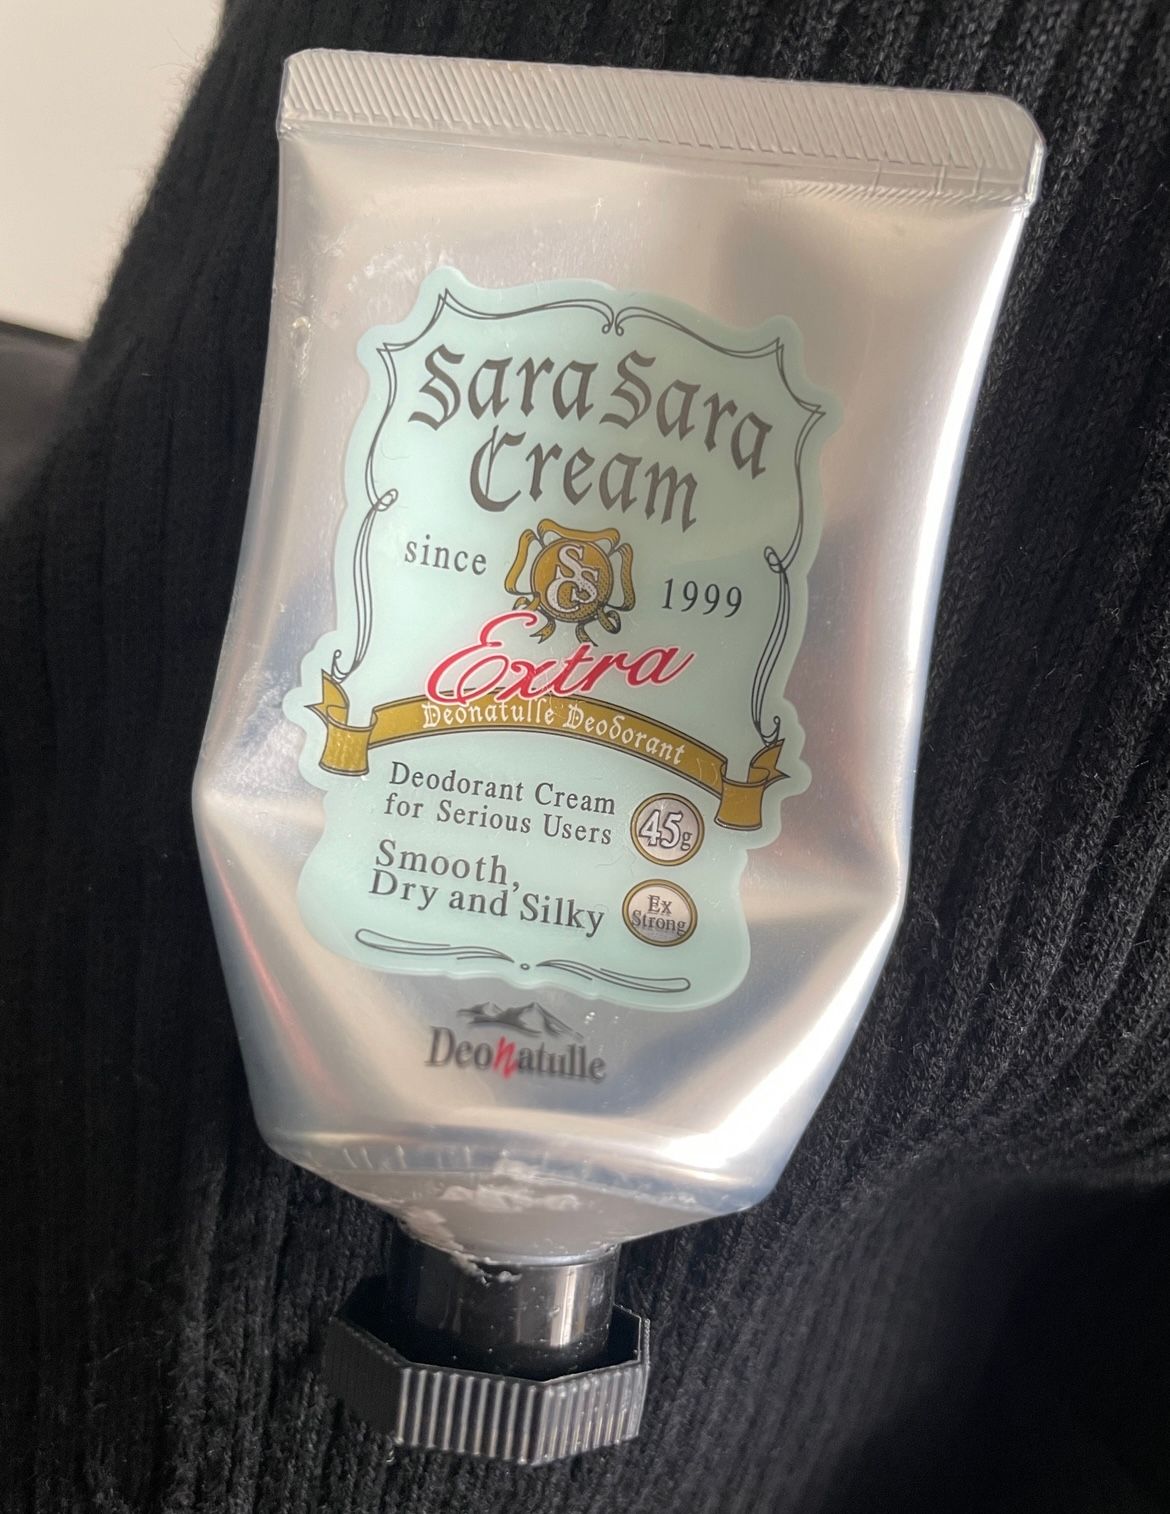 Sara Sara
Cream
since 1999
SSC
Extra
Deonatulle Deodorant
Deodorant Cream
for Serious Users
45g
Smooth,
Dry and Silky
Ex
Strong
Deonatulle